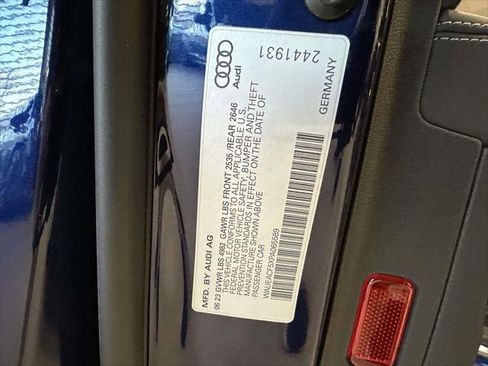 MFD. BY AUDI AG
06 23 GVWR LBS 4882 GAWR LBS FRONT 2535 /REAR 2646
THIS VEHICLE CONFORMS TO ALL APPLICABLE U.S.
FEDERAL MOTOR VEHICLE SAFETY, BUMPER AND THEFT
PREVENTION STANDARDS IN EFFECT ON THE DATE OF
MANUFACTURE SHOWN ABOVE
PASSENGER CAR
WAUEACF5XPA065589
Audi
2441931
GERMANY